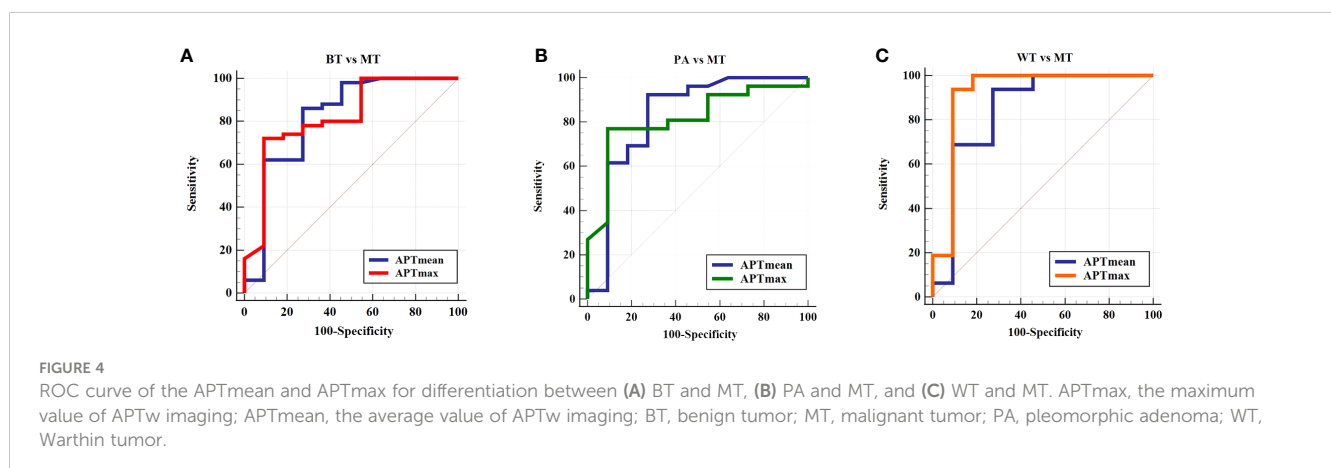 A
BT vs MT
100
80
60
40
20
0
Sensitivity
0 20 40 60 80 100
100-Specificity
APTmean
APTmax
B
PA vs MT
100
80
60
40
20
0
Sensitivity
0 20 40 60 80 100
100-Specificity
APTmean
APTmax
C
WT vs MT
100
80
60
40
20
0
Sensitivity
0 20 40 60 80 100
100-Specificity
APTmean
APTmax
FIGURE 4
ROC curve of the APTmean and APTmax for differentiation between (A) BT and MT, (B) PA and MT, and (C) WT and MT. APTmax, the maximum
value of APTw imaging; APTmean, the average value of APTw imaging; BT, benign tumor; MT, malignant tumor; PA, pleomorphic adenoma; WT,
Warthin tumor.